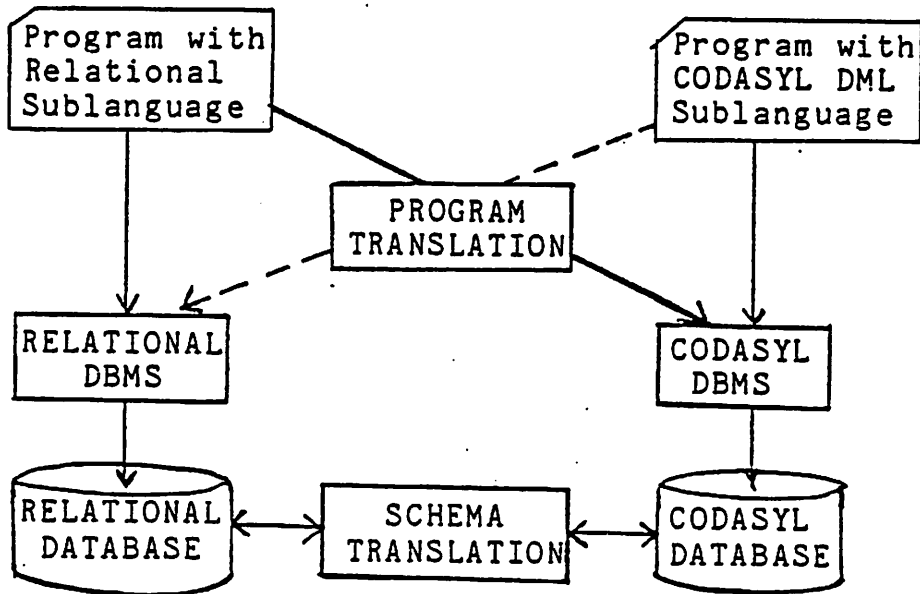 Program with
Relational
Sublanguage
Program with
CODASYL DML
Sublanguage
PROGRAM
TRANSLATION
RELATIONAL
DBMS
CODASYL
DBMS
RELATIONAL
DATABASE
SCHEMA
TRANSLATION
CODASYL
DATABASE